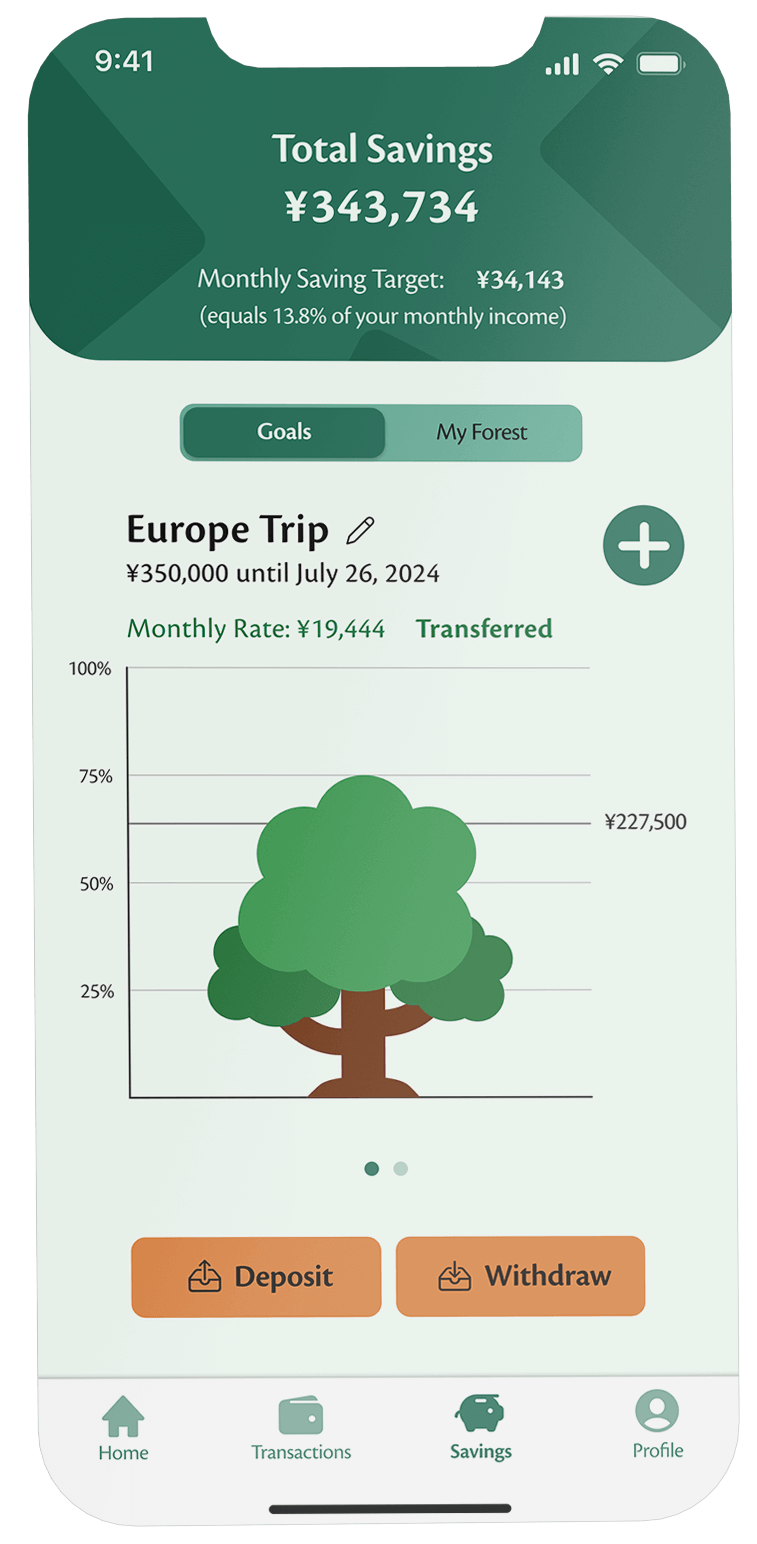 9:41
Total Savings
¥343,734
Monthly Saving Target: ¥34,143
(equals 13.8% of your monthly income)
Goals My Forest
Europe Trip
¥350,000 until July 26, 2024
Monthly Rate: ¥19,444 Transferred
100%
75%
¥227,500
50%
25%
Deposit Withdraw
Home Transactions Savings Profile